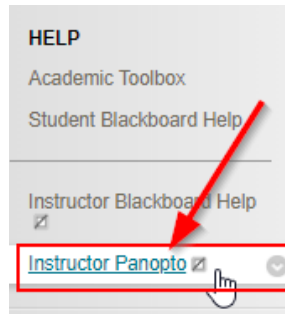 HELP
Academic Toolbox
Student Blackboard Help
Instructor Blackboard Help
Instructor Panopto